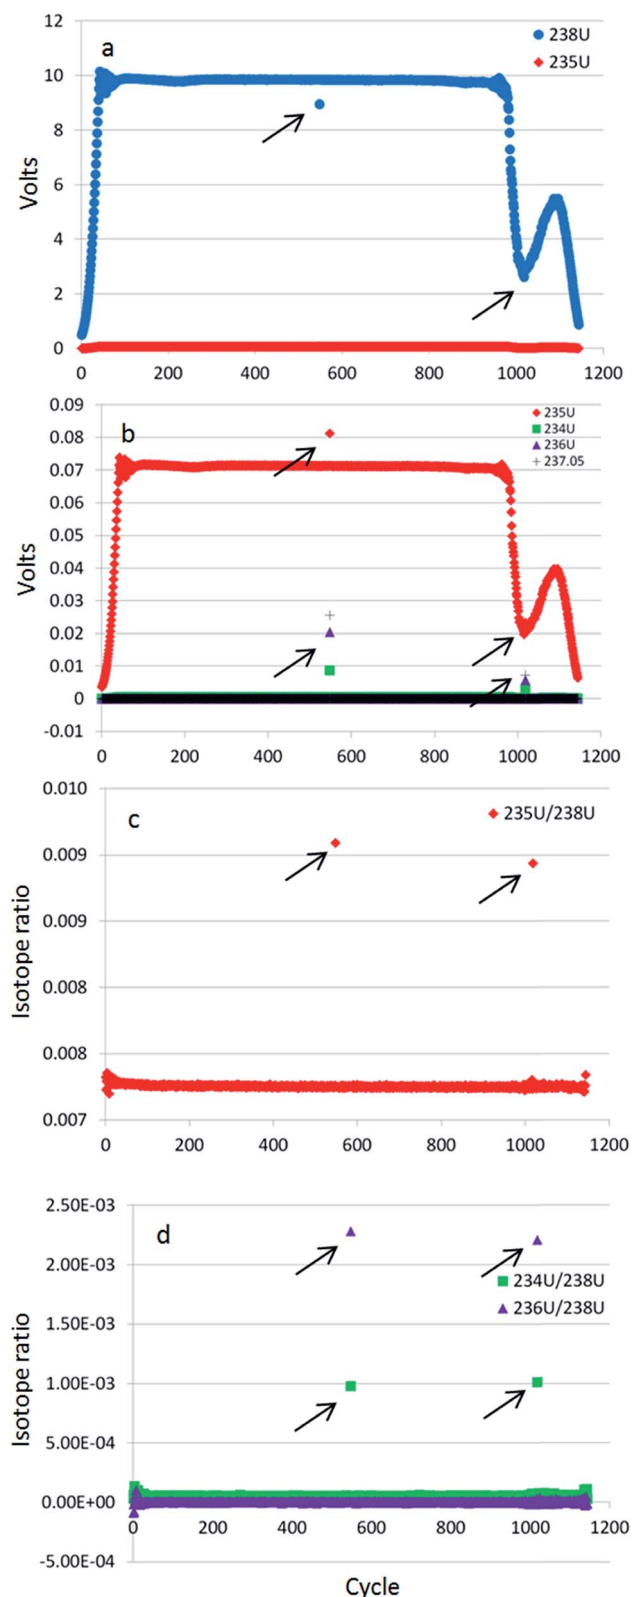 a
238U
235U
12
10
8
6
4
2
0
Volts
0 200 400 600 800 1000 1200
b
235U
234U
236U
237.05
0.09
0.08
0.07
0.06
0.05
0.04
0.03
0.02
0.01
0
-0.01
Volts
0 200 400 600 800 1000 1200
c
235U/238U
0.010
0.009
0.009
0.008
0.008
0.007
Isotope ratio
0 200 400 600 800 1000 1200
d
234U/238U
236U/238U
2.50E-03
2.00E-03
1.50E-03
1.00E-03
5.00E-04
0.00E+00
-5.00E-04
Isotope ratio
0 200 400 600 800 1000 1200
Cycle